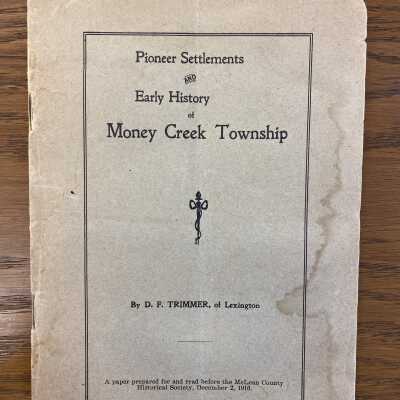 Pioneer Settlements
AND
Early History
of
Money Creek Township
By D. F. TRIMMER, of Lexington
A paper prepared for and read before the McLean County
Historical Society, December 2, 1916.